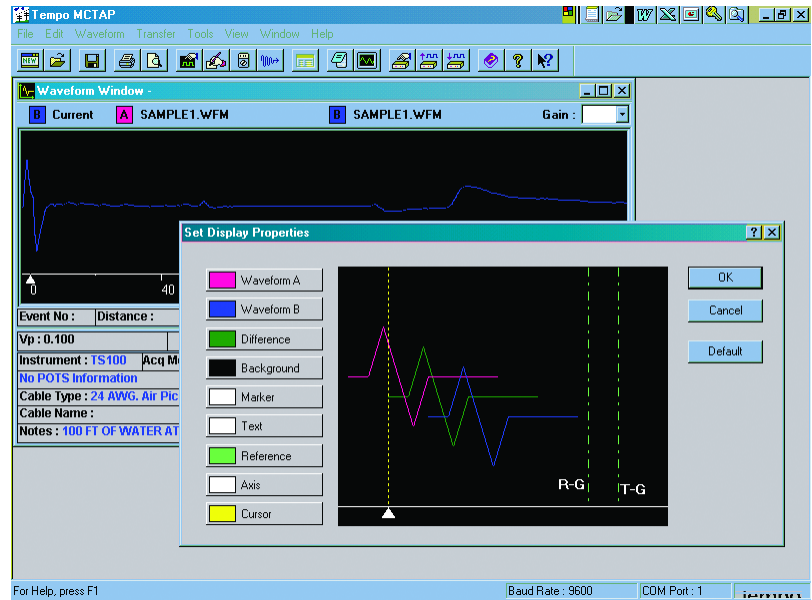 Tempo MCTAP
File Edit Waveform Transfer Tools View Window Help
NEW
Waveform Window -
B Current A SAMPLE1.WFM B SAMPLE1.WFM Gain :
0 40
Event No : Distance :
Vp : 0.100
Instrument : TS100 Acq
No POTS Information
Cable Type : 24 AWG. Air Pic
Cable Name :
Notes : 100 FT OF WATER AT
Set Display Properties
Waveform A
Waveform B
Difference
Background
Marker
Text
Reference
Axis
Cursor
R-G
T-G
OK
Cancel
Default
For Help, press F1
Baud Rate : 9600 COM Port : 1